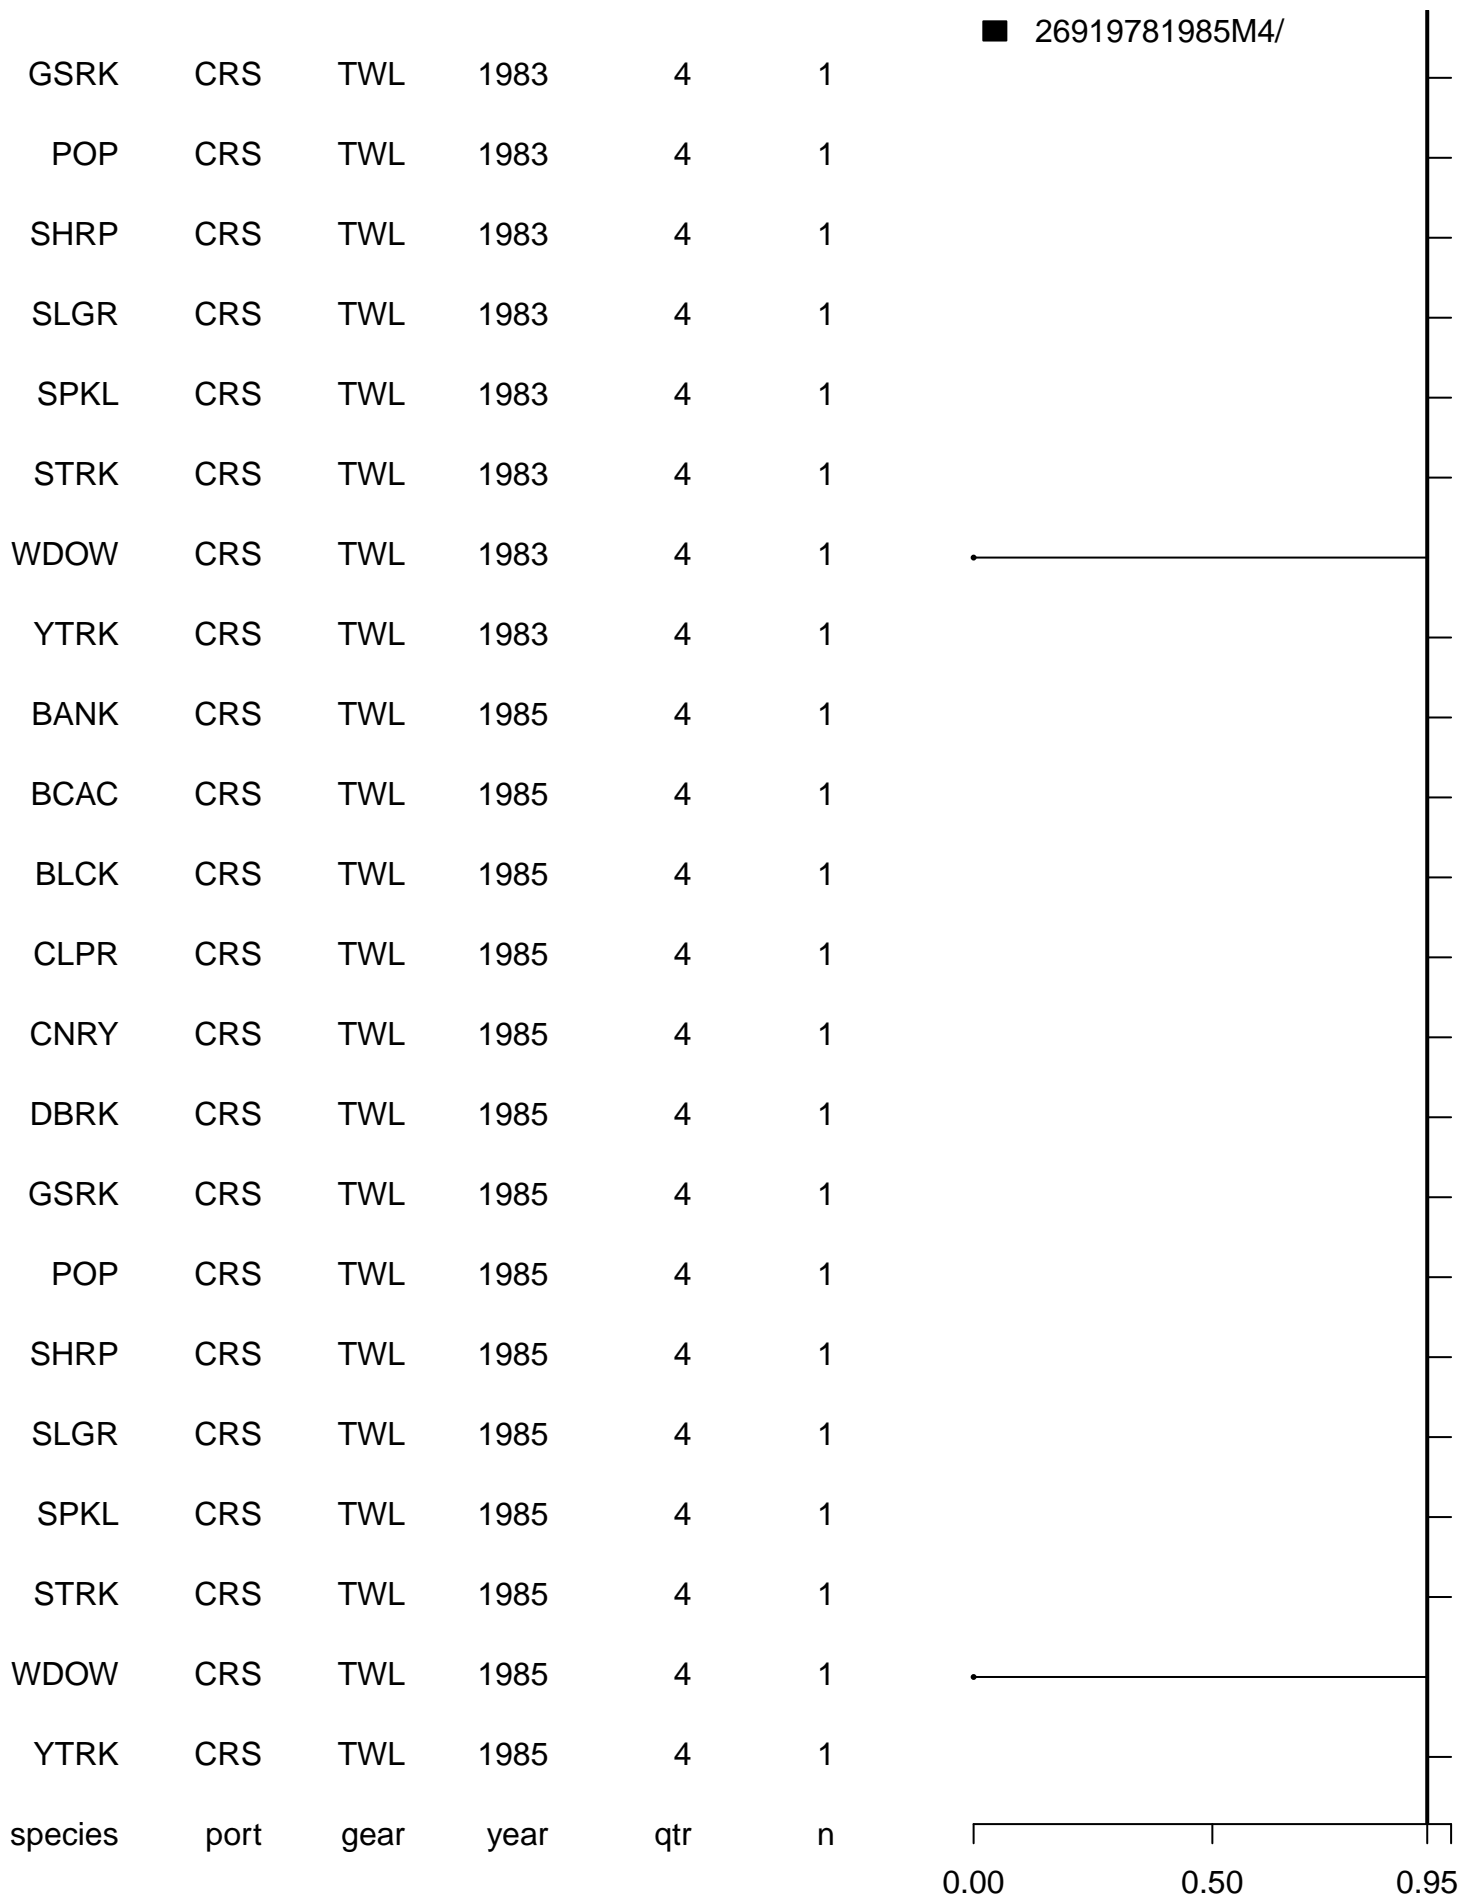 26919781985M4/
GSRK CRS TWL 1983 4 1
POP CRS TWL 1983 4 1
SHRP CRS TWL 1983 4 1
SLGR CRS TWL 1983 4 1
SPKL CRS TWL 1983 4 1
STRK CRS TWL 1983 4 1
WDOW CRS TWL 1983 4 1
YTRK CRS TWL 1983 4 1
BANK CRS TWL 1985 4 1
BCAC CRS TWL 1985 4 1
BLCK CRS TWL 1985 4 1
CLPR CRS TWL 1985 4 1
CNRY CRS TWL 1985 4 1
DBRK CRS TWL 1985 4 1
GSRK CRS TWL 1985 4 1
POP CRS TWL 1985 4 1
SHRP CRS TWL 1985 4 1
SLGR CRS TWL 1985 4 1
SPKL CRS TWL 1985 4 1
STRK CRS TWL 1985 4 1
WDOW CRS TWL 1985 4 1
YTRK CRS TWL 1985 4 1
species port gear year qtr n
0.00 0.50 0.95